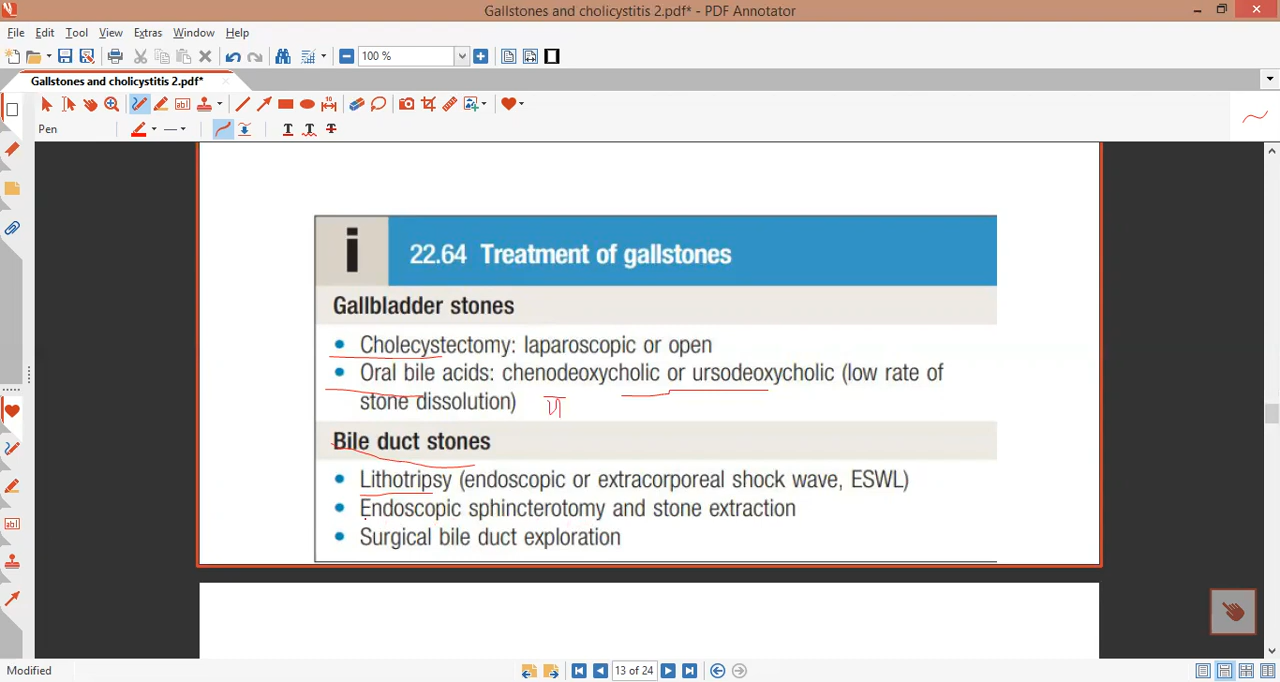 Gallstones and cholicystitis 2.pdf* - PDF Annotator
File Edit Tool View Extras Window Help
100 %
Gallstones and cholicystitis 2.pdf*
Pen
i 22.64 Treatment of gallstones
Gallbladder stones
• Cholecystectomy: laparoscopic or open
• Oral bile acids: chenodeoxycholic or ursodeoxycholic (low rate of
stone dissolution)
Bile duct stones
• Lithotripsy (endoscopic or extracorporeal shock wave, ESWL)
• Endoscopic sphincterotomy and stone extraction
• Surgical bile duct exploration
Modified
13 of 24